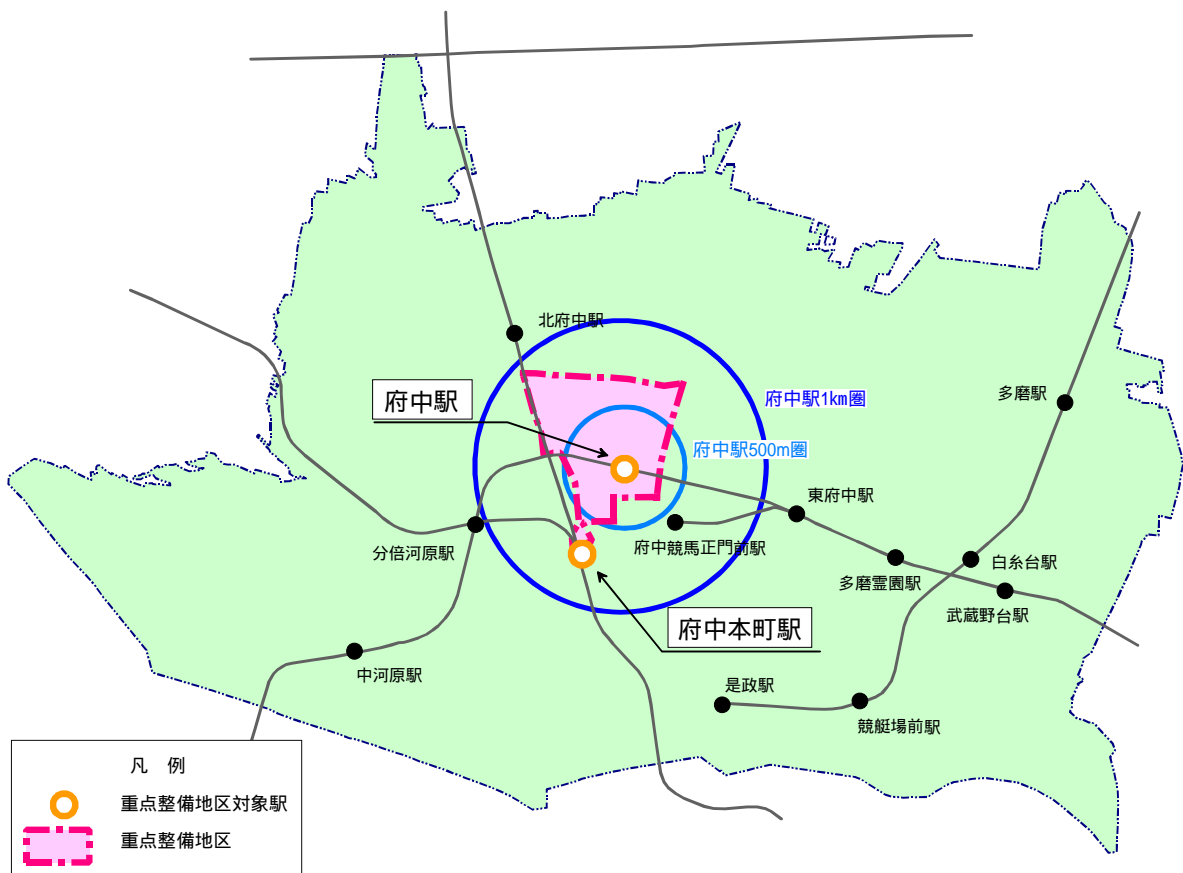 北府中駅
府中駅
府中駅1km圏
多磨駅
府中駅500m圏
東府中駅
分倍河原駅
府中競馬正門前駅
白糸台駅
多磨霊園駅
武蔵野台駅
府中本町駅
中河原駅
是政駅
競艇場前駅
凡 例
重点整備地区対象駅
重点整備地区